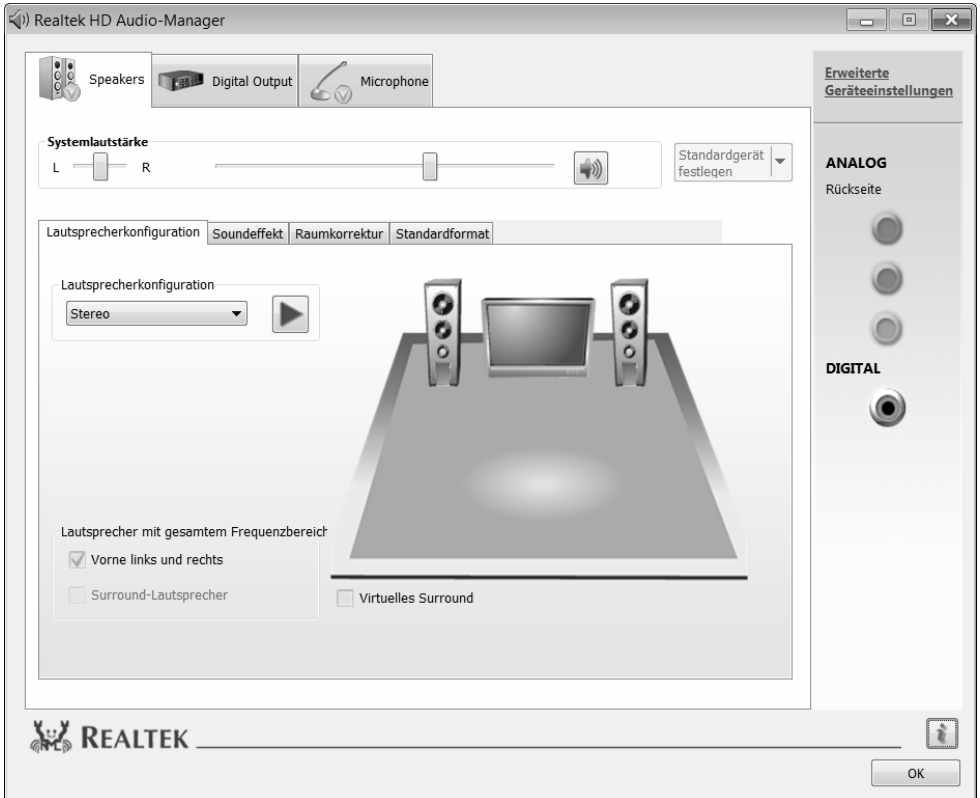 Realtek HD Audio-Manager
Speakers
Digital Output
Microphone
Erweiterte
Geräteeinstellungen
Systemlautstärke
L
R
Standardgerät
festlegen
ANALOG
Rückseite
Lautsprecherkonfiguration
Soundeffekt
Raumkorrektur
Standardformat
Lautsprecherkonfiguration
Stereo
DIGITAL
Lautsprecher mit gesamtem Frequenzbereich
Vorne links und rechts
Surround-Lautsprecher
Virtuelles Surround
REALTEK
i
OK